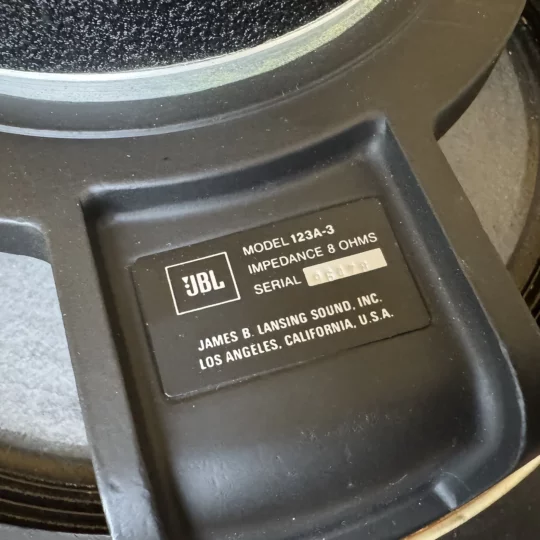 JBL
MODEL 123A-3
IMPEDANCE 8 OHMS
SERIAL
JAMES B. LANSING SOUND, INC.
LOS ANGELES, CALIFORNIA, U.S.A.